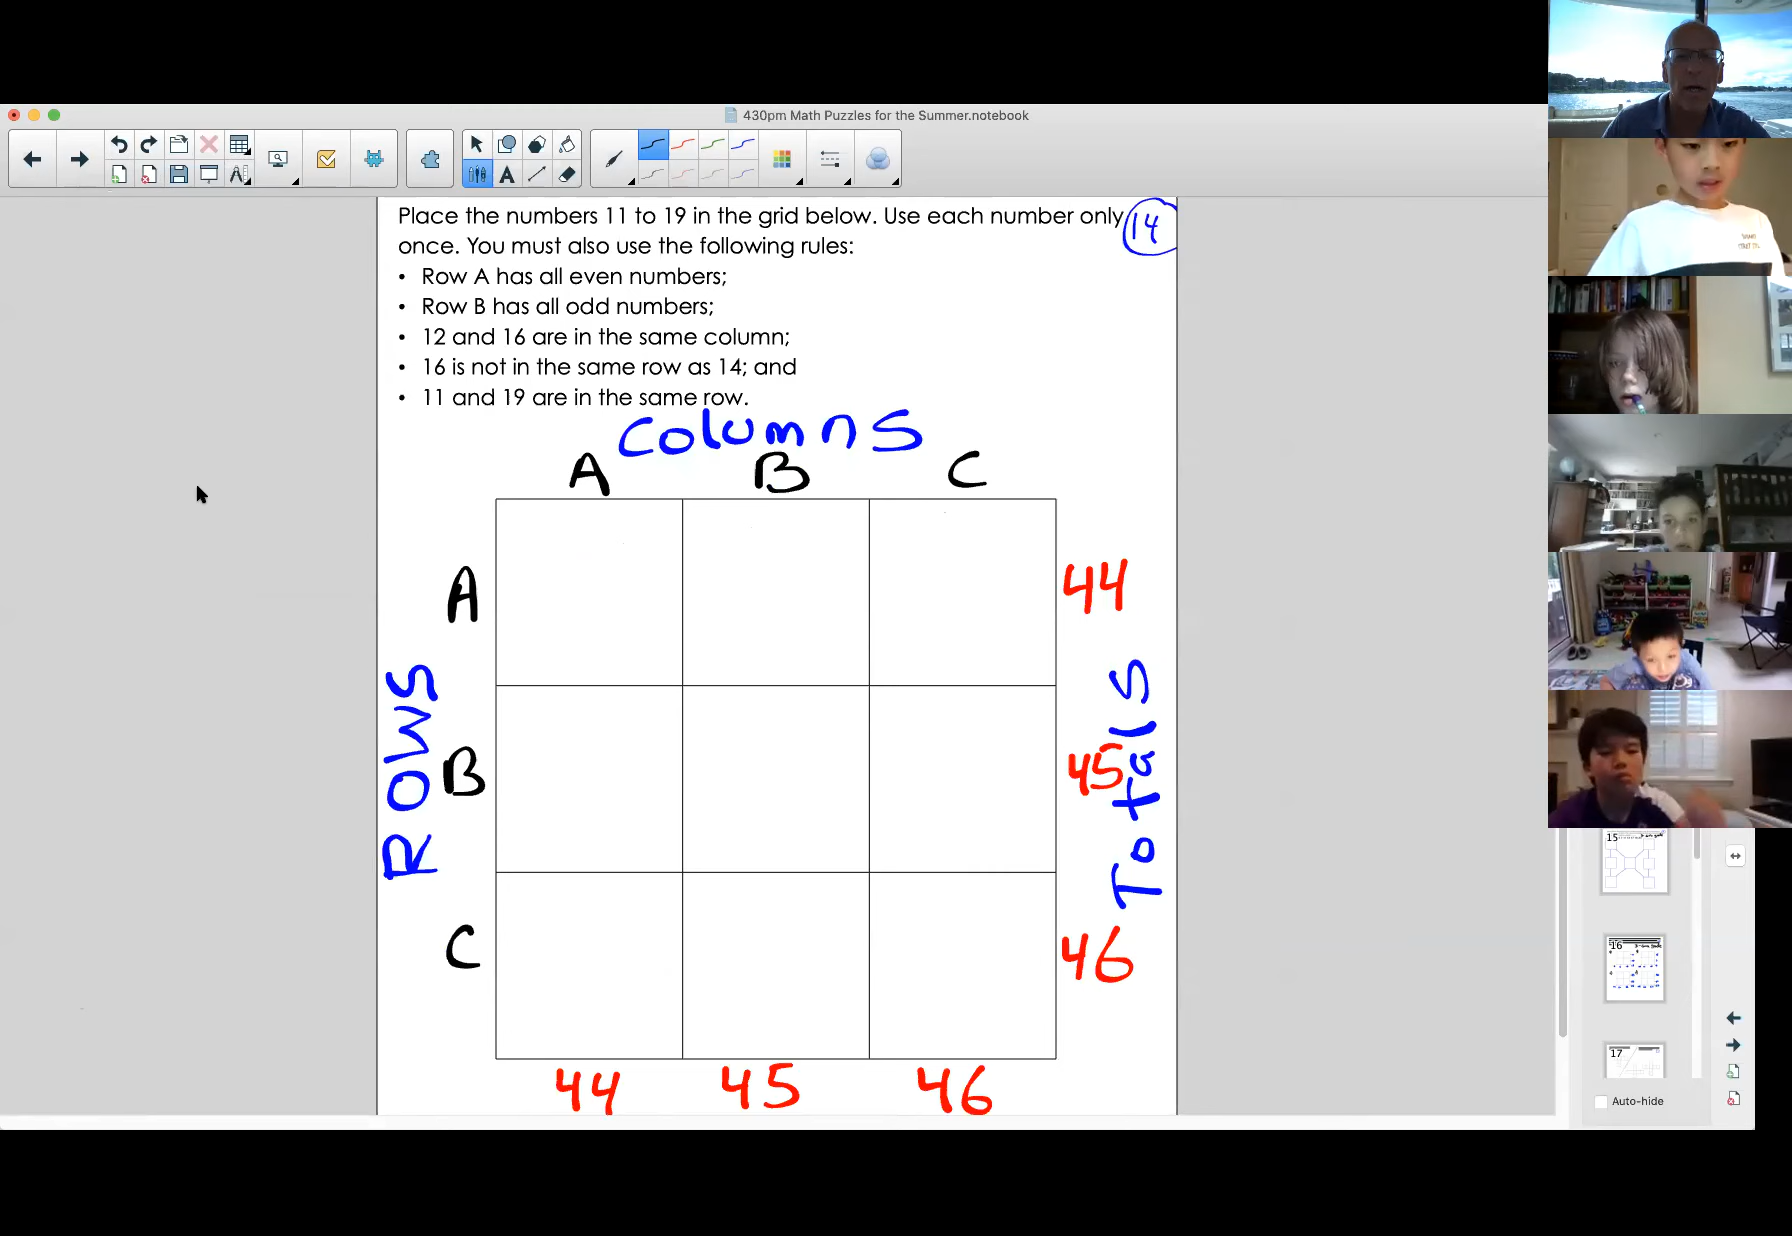 430pm Math Puzzles for the Summer.notebook
Place the numbers 11 to 19 in the grid below. Use each number only
14
once. You must also use the following rules:
• Row A has all even numbers;
• Row B has all odd numbers;
• 12 and 16 are in the same column;
• 16 is not in the same row as 14; and
• 11 and 19 are in the same row.
Columns
A B C
A 44
B 45
C 46
ROWS
Totals
44 45 46
15
16
17
Auto-hide